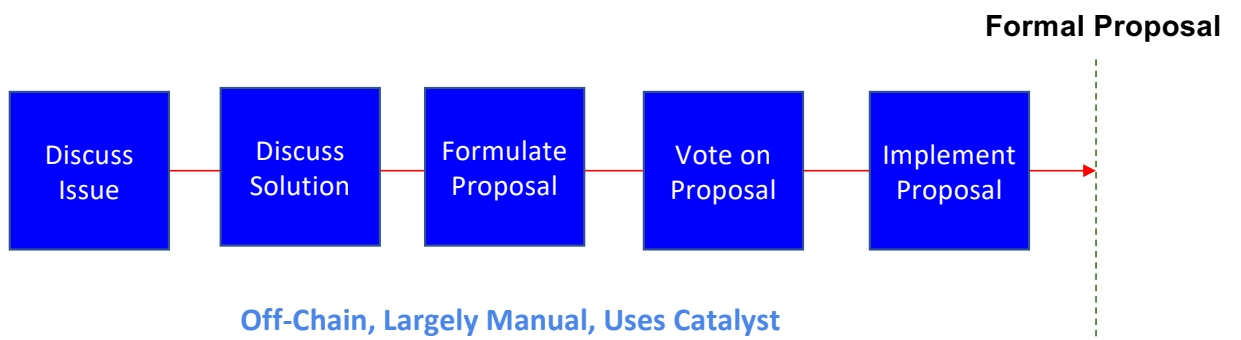 Formal Proposal
Discuss
Issue
Discuss
Solution
Formulate
Proposal
Vote on
Proposal
Implement
Proposal
Off-Chain, Largely Manual, Uses Catalyst